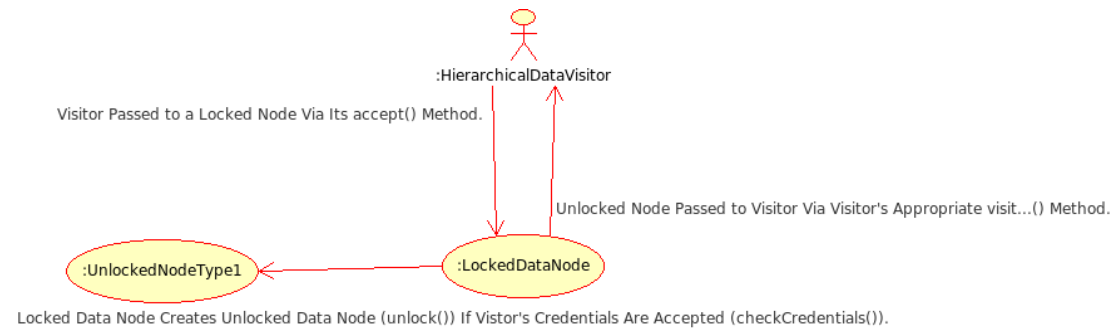 :HierarchicalDataVisitor
Visitor Passed to a Locked Node Via Its accept() Method.
Unlocked Node Passed to Visitor Via Visitor's Appropriate visit...() Method.
:UnlockedNodeType1
:LockedDataNode
Locked Data Node Creates Unlocked Data Node (unlock()) If Vistor's Credentials Are Accepted (checkCredentials()).